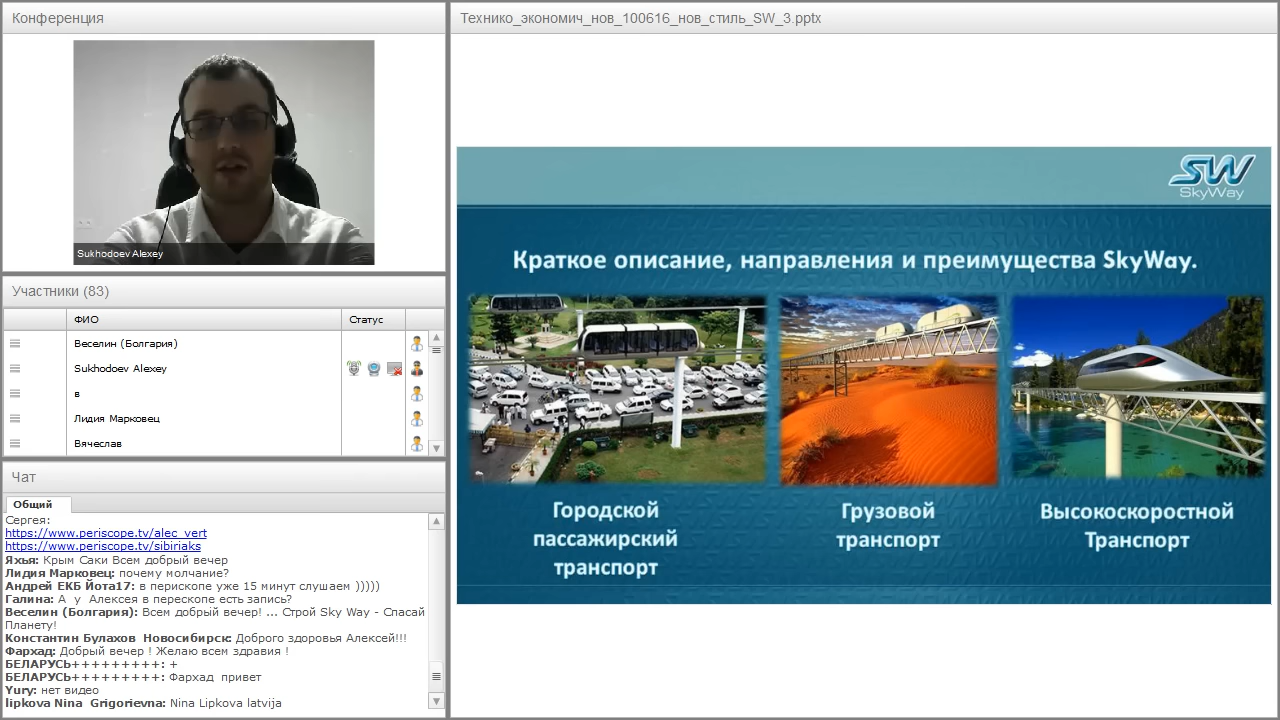 Конференция
Sukhodoev Alexey
Участники (83)
ФИО Статус
Веселин (Болгария)
Sukhodoev Alexey
в
Лидия Марковец
Вячеслав
Чат
Общий
Сергея:
https://www.periscope.tv/alec_vert
https://www.periscope.tv/sibiriaks
Яхья: Крым Саки Всем добрый вечер
Лидия Марковец: почему молчание?
Андрей ЕКБ Йота17: в перископе уже 15 минут слушаем )))))
Галина: А у Алексея в перескопе есть запись?
Веселин (Болгария): Всем добрый вечер! ... Строй Sky Way - Спасай
Планету!
Константин Булахов Новосибирск: Доброго здоровья Алексей!!!
Фархад: Добрый вечер ! Желаю всем здравия !
БЕЛАРУСЬ+++++++++: +
БЕЛАРУСЬ+++++++++: Фархад привет
Yury: нет видео
lipkova Nina Grigorievna: Nina Lipkova latvija
Технико_экономич_нов_100616_нов_стиль_SW_3.pptx
SW
SkyWay
Краткое описание, направления и преимущества SkyWay.
Городской
пассажирский
транспорт
Грузовой
транспорт
Высокоскоростной
Транспорт